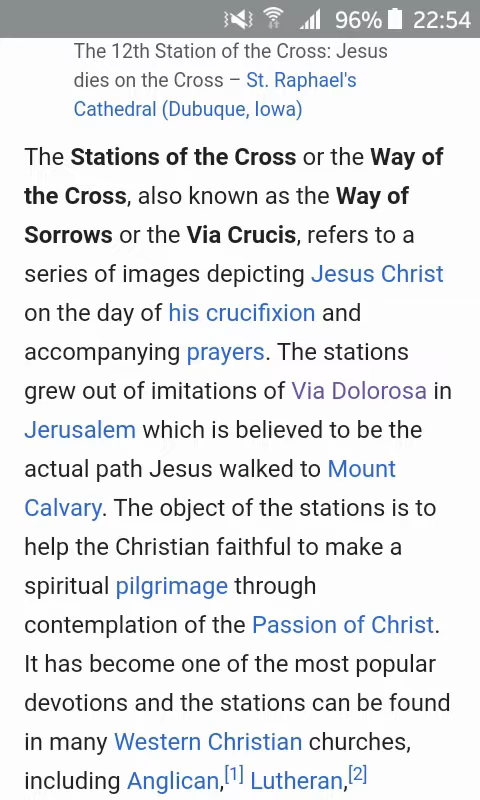 96% 22:54
The 12th Station of the Cross: Jesus
dies on the Cross – St. Raphael's
Cathedral (Dubuque, Iowa)
The Stations of the Cross or the Way of
the Cross, also known as the Way of
Sorrows or the Via Crucis, refers to a
series of images depicting Jesus Christ
on the day of his crucifixion and
accompanying prayers. The stations
grew out of imitations of Via Dolorosa in
Jerusalem which is believed to be the
actual path Jesus walked to Mount
Calvary. The object of the stations is to
help the Christian faithful to make a
spiritual pilgrimage through
contemplation of the Passion of Christ.
It has become one of the most popular
devotions and the stations can be found
in many Western Christian churches,
including Anglican,[1] Lutheran,[2]